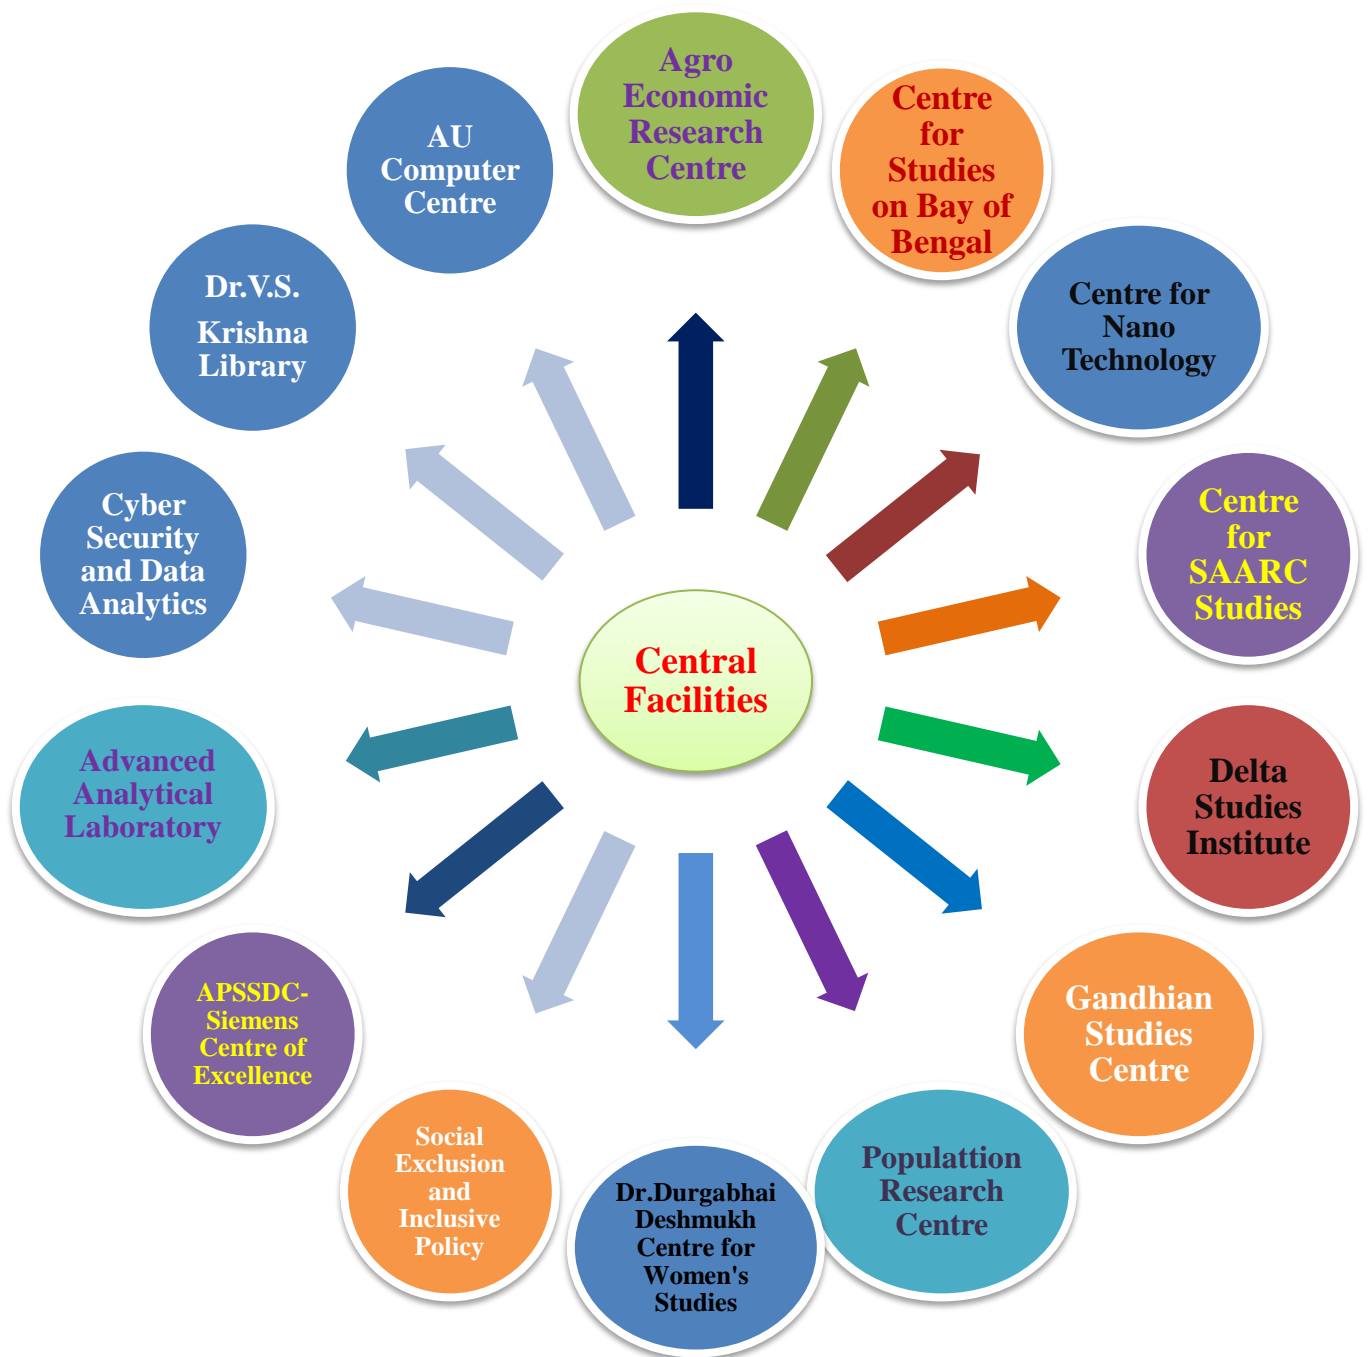 Agro
Economic
Research
Centre
Centre
for
Studies
on Bay of
Bengal
Centre for
Nano
Technology
Centre
for
SAARC
Studies
Delta
Studies
Institute
Gandhian
Studies
Centre
Populattion
Research
Centre
Dr.Durgabhai
Deshmukh
Centre for
Women's
Studies
Social
Exclusion
and
Inclusive
Policy
APSSDC-
Siemens
Centre of
Excellence
Advanced
Analytical
Laboratory
Cyber
Security
and Data
Analytics
Dr.V.S.
Krishna
Library
AU
Computer
Centre
Central
Facilities